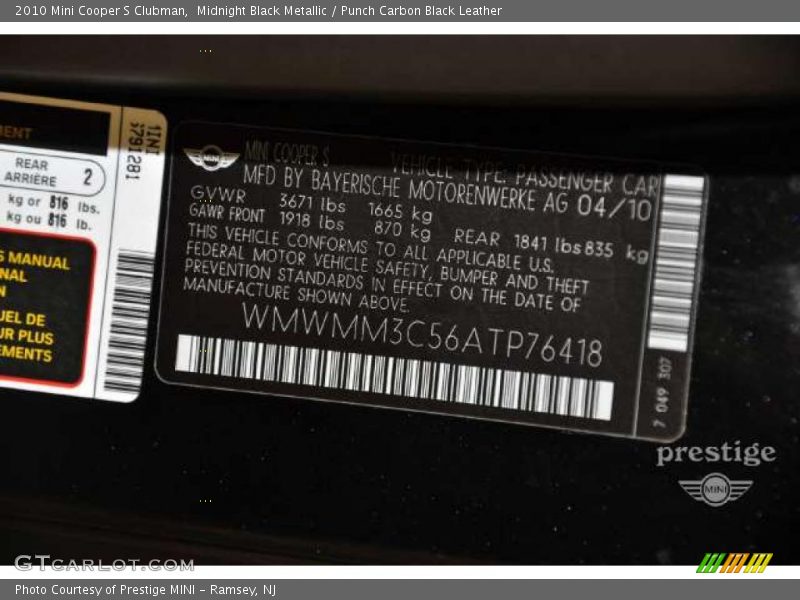 2010 Mini Cooper S Clubman,  Midnight Black Metallic / Punch Carbon Black Leather
MENT
REAR
ARRIÈRE 2
kg or 816 lbs.
kg ou 816 lb.
S MANUAL
NAL
N
UEL DE
UR PLUS
EMENTS
1INI
3791281
MINI
MINI COOPER S VEHICLE TYPE: PASSENGER CAR
MFD BY BAYERISCHE MOTORENWERKE AG 04/10
GVWR 3671 lbs 1665 kg
GAWR FRONT 1918 lbs 870 kg REAR 1841 lbs 835 kg
THIS VEHICLE CONFORMS TO ALL APPLICABLE U.S.
FEDERAL MOTOR VEHICLE SAFETY, BUMPER AND THEFT
PREVENTION STANDARDS IN EFFECT ON THE DATE OF
MANUFACTURE SHOWN ABOVE.
WMWMM3C56ATP76418
7 049 307
prestige
MINI
GTcarlot.com
Photo Courtesy of Prestige MINI - Ramsey, NJ